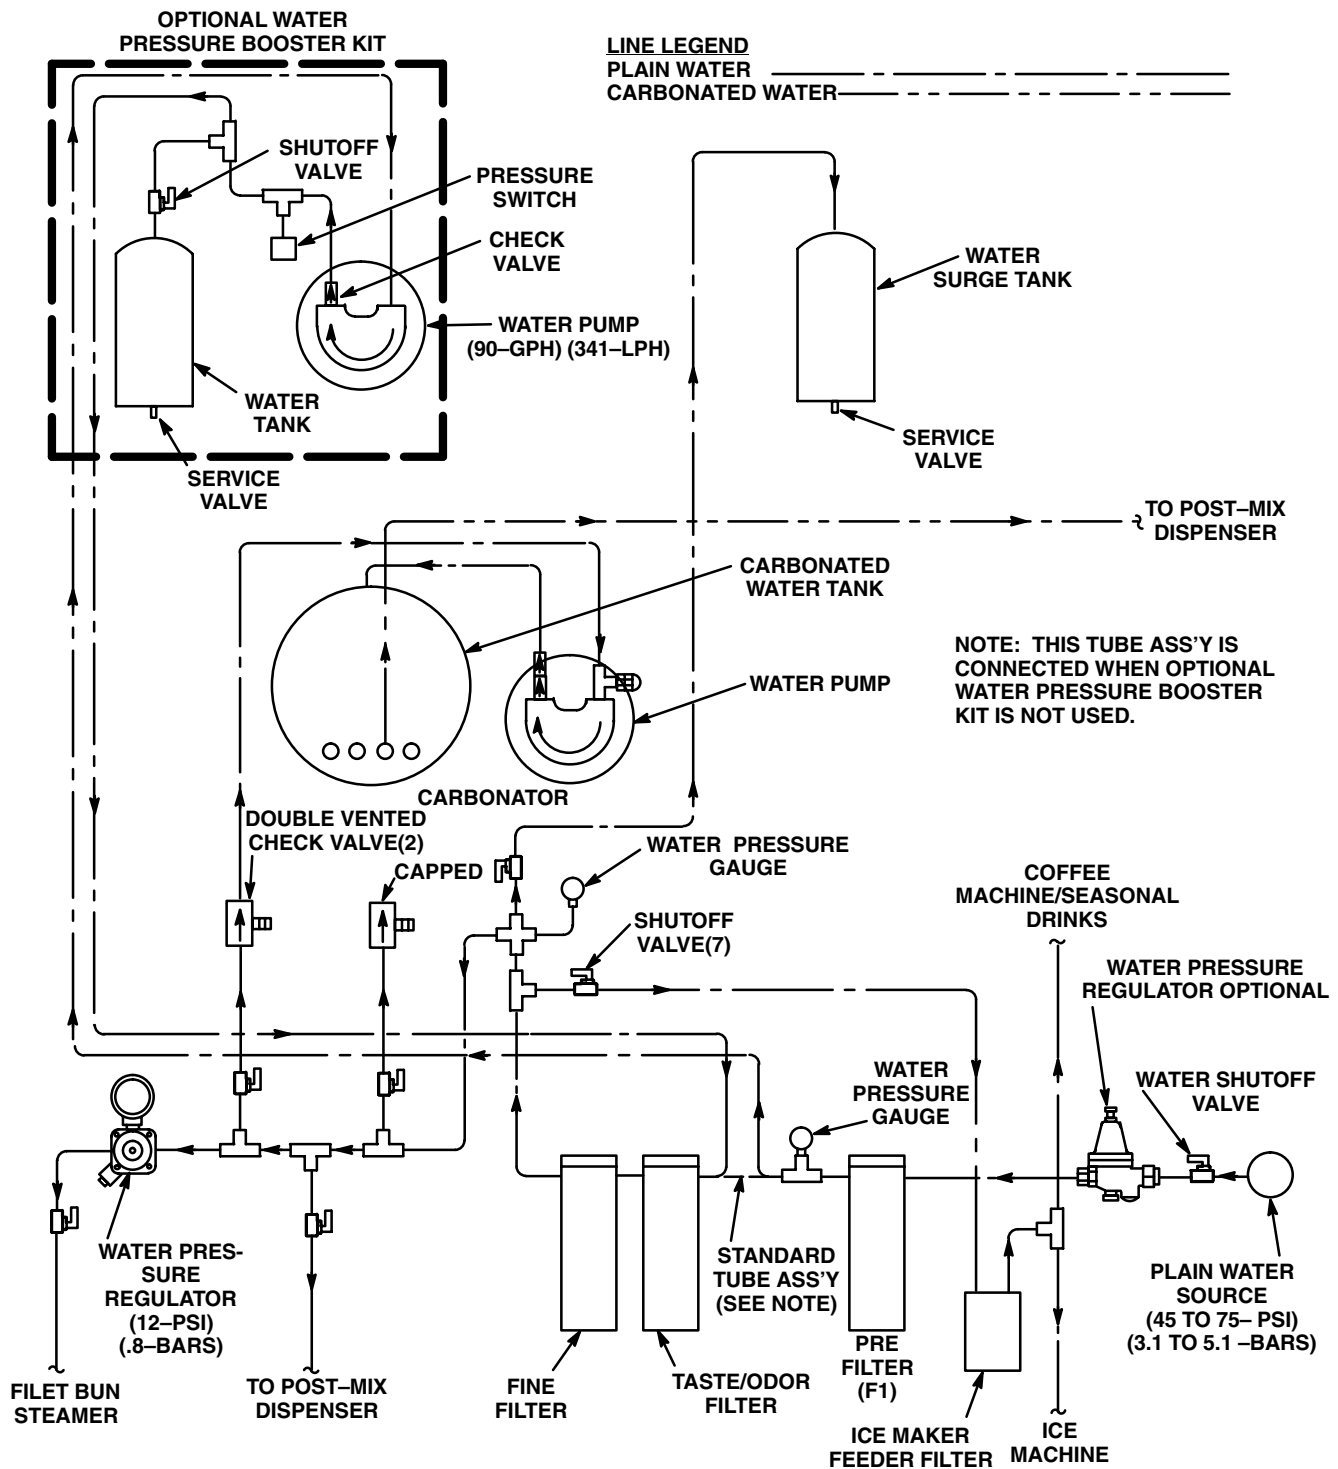 OPTIONAL WATER
PRESSURE BOOSTER KIT
LINE LEGEND
PLAIN WATER
CARBONATED WATER
SHUTOFF
VALVE
PRESSURE
SWITCH
CHECK
VALVE
WATER PUMP
(90–GPH) (341–LPH)
WATER
TANK
SERVICE
VALVE
WATER
SURGE TANK
SERVICE
VALVE
TO POST–MIX
DISPENSER
CARBONATED
WATER TANK
WATER PUMP
NOTE: THIS TUBE ASS'Y IS
CONNECTED WHEN OPTIONAL
WATER PRESSURE BOOSTER
KIT IS NOT USED.
CARBONATOR
DOUBLE VENTED
CHECK VALVE(2)
CAPPED
WATER PRESSURE
GAUGE
SHUTOFF
VALVE(7)
COFFEE
MACHINE/SEASONAL
DRINKS
WATER PRESSURE
REGULATOR OPTIONAL
WATER
PRESSURE
GAUGE
WATER SHUTOFF
VALVE
WATER PRES-
SURE
REGULATOR
(12–PSI)
(.8–BARS)
STANDARD
TUBE ASS'Y
(SEE NOTE)
PLAIN WATER
SOURCE
(45 TO 75– PSI)
(3.1 TO 5.1 –BARS)
PRE
FILTER
(F1)
FILET BUN
STEAMER
TO POST–MIX
DISPENSER
FINE
FILTER
TASTE/ODOR
FILTER
ICE MAKER
FEEDER FILTER
ICE
MACHINE